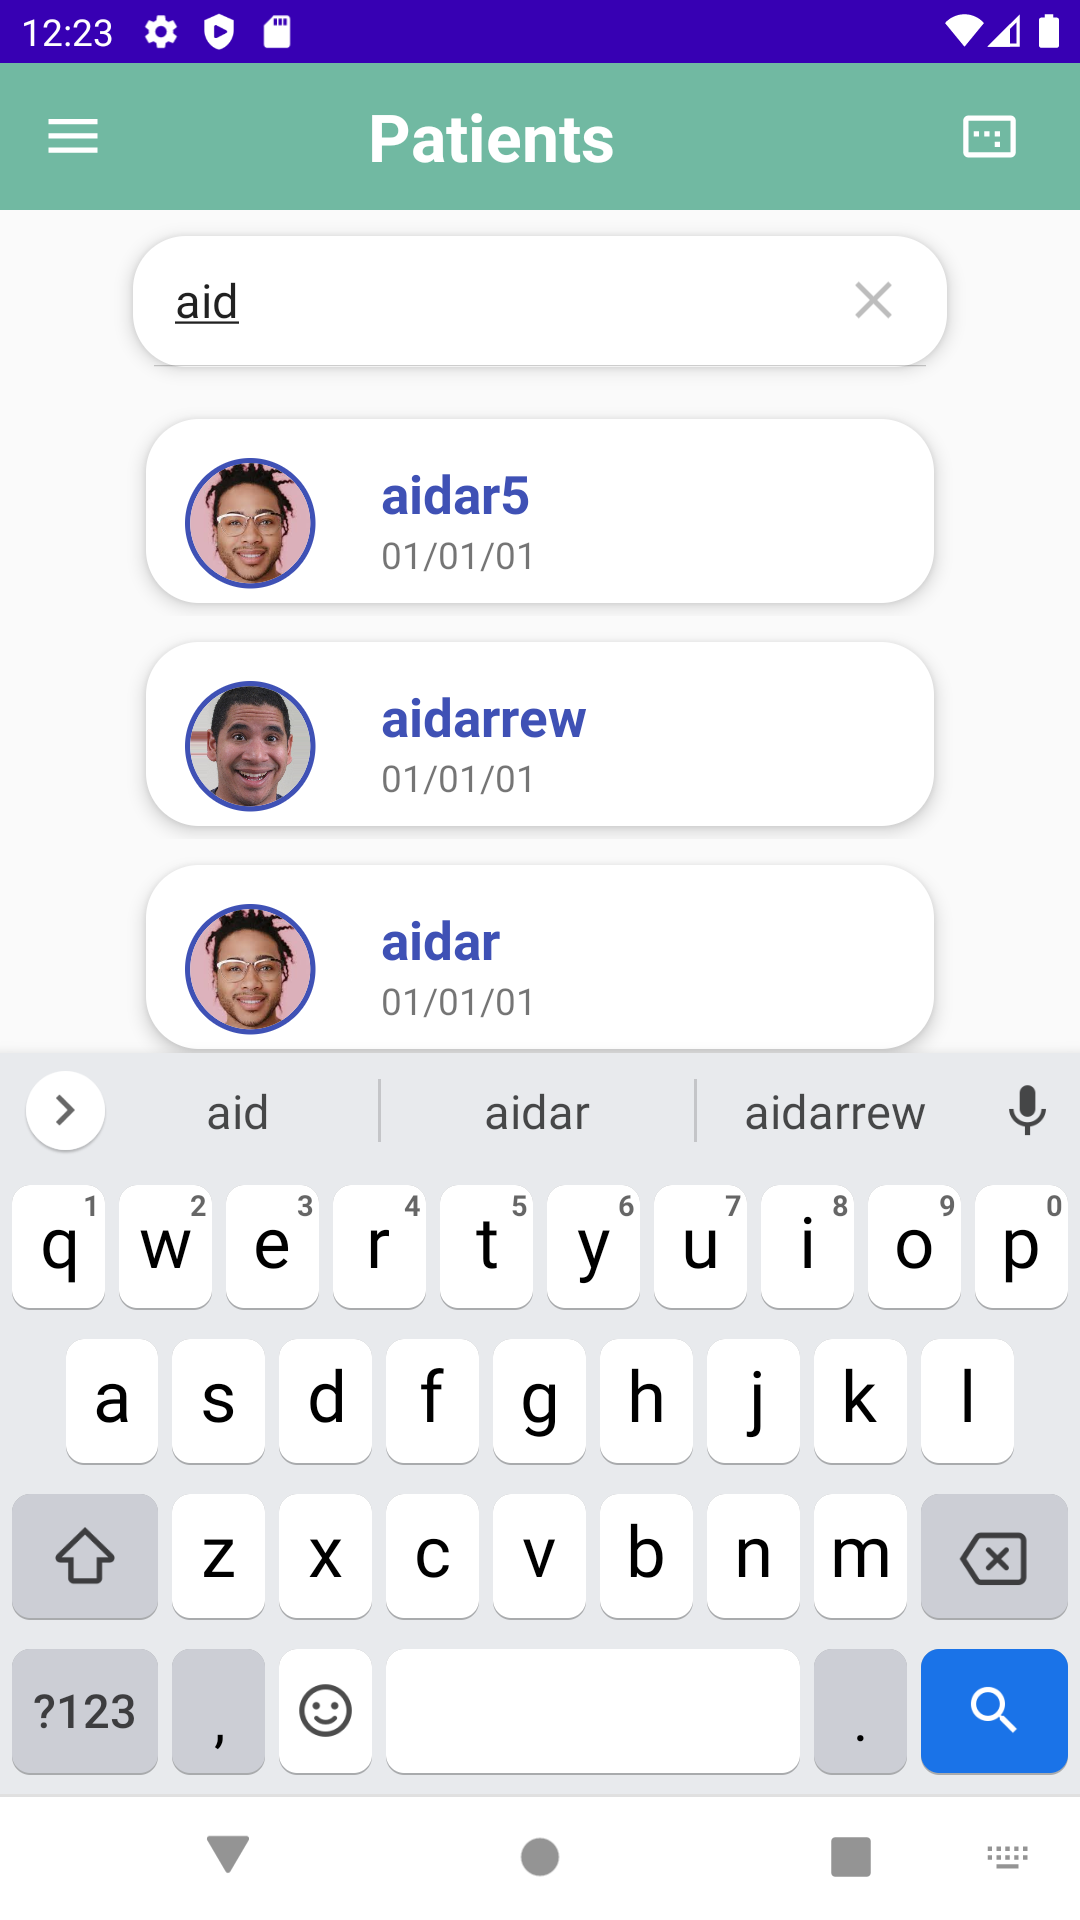 12:23
Patients
aid
aidar5
01/01/01
aidarrew
01/01/01
aidar
01/01/01
aid aidar aidarrew
1 2 3 4 5 6 7 8 9 0
q w e r t y u i o p
a s d f g h j k l
z x c v b n m
?123 , .